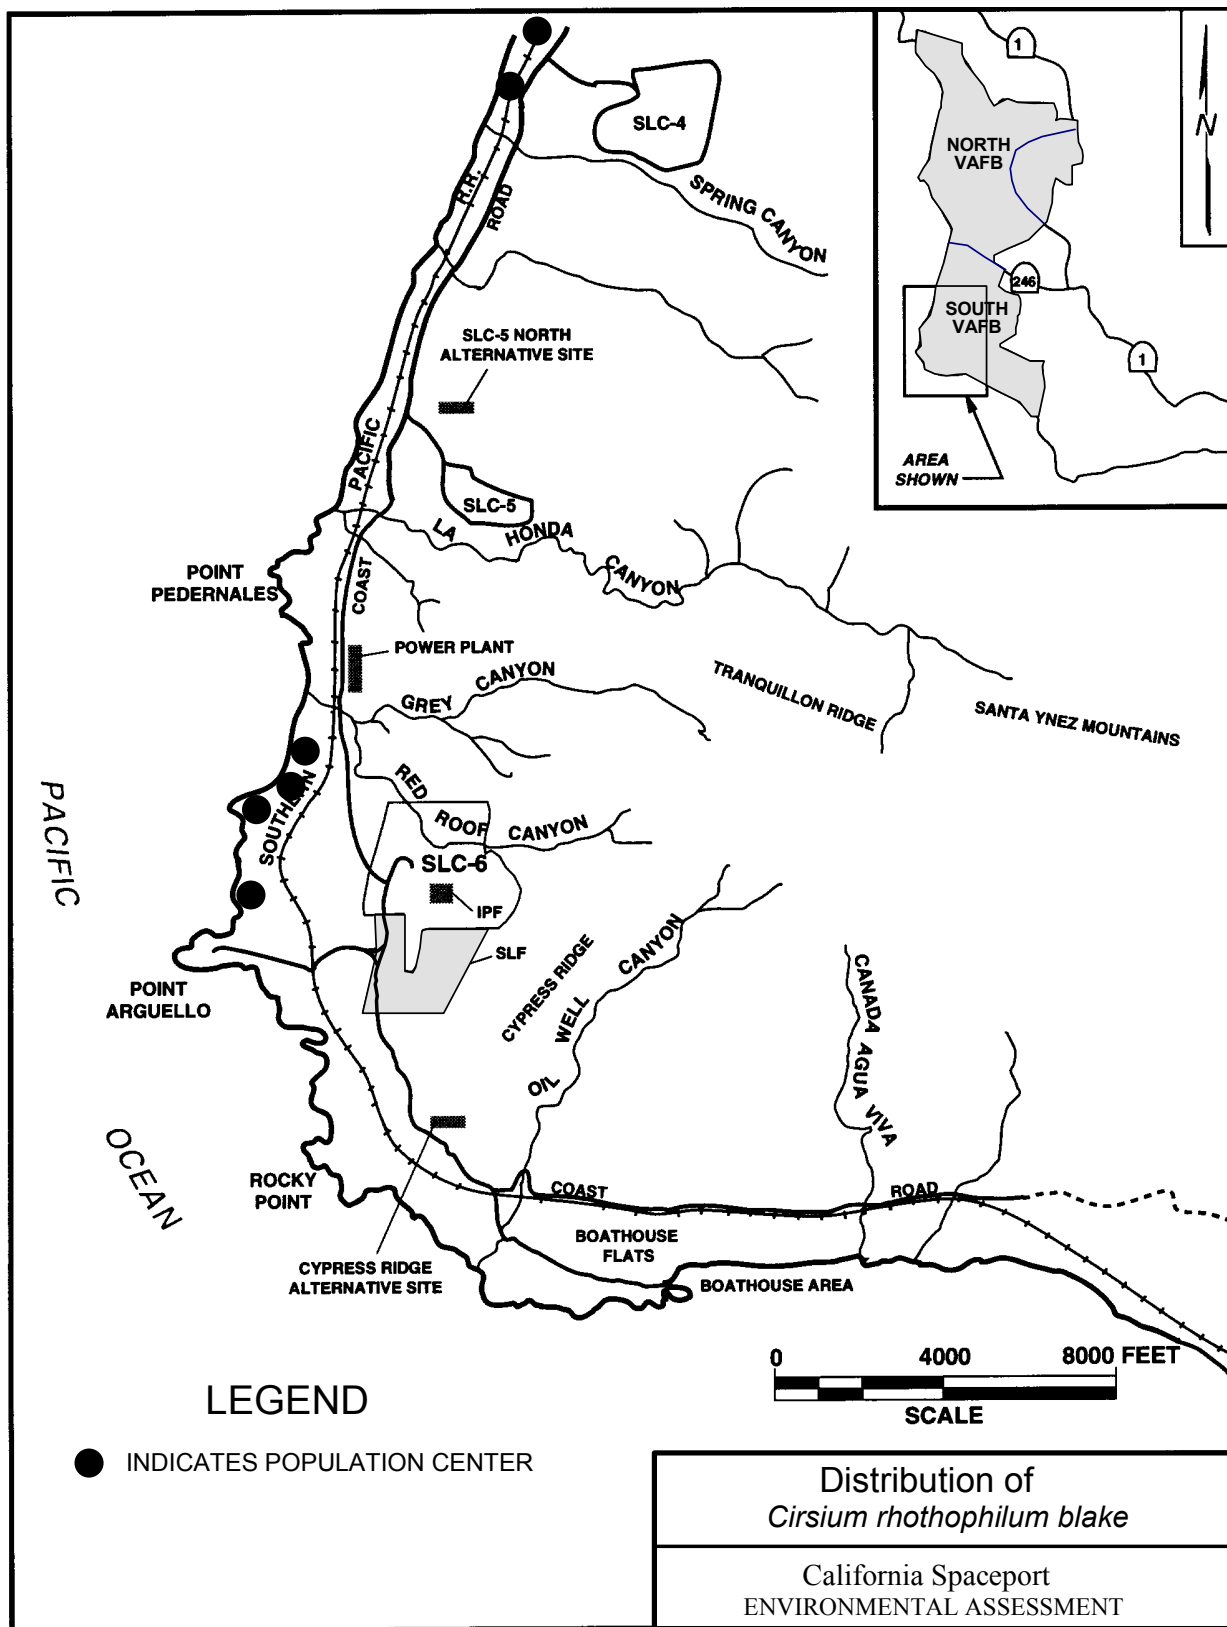 SLC-4
R.R.
ROAD
SPRING CANYON
SLC-5 NORTH
ALTERNATIVE SITE
PACIFIC
SLC-5
LA HONDA CANYON
POINT
PEDERNALES
COAST
POWER PLANT
GREY CANYON
TRANQUILLON RIDGE
SANTA YNEZ MOUNTAINS
RED ROOF CANYON
SOUTHERN
PACIFIC
SLC-6
IPF
SLF
CYPRESS RIDGE
OIL WELL CANYON
CANADA AGUA VIVA
POINT
ARGUELLO
OCEAN
ROCKY
POINT
COAST ROAD
BOATHOUSE
FLATS
CYPRESS RIDGE
ALTERNATIVE SITE
BOATHOUSE AREA
1
N
NORTH
VAFB
246
SOUTH
VAFB
1
AREA
SHOWN
0 4000 8000 FEET
SCALE
LEGEND
INDICATES POPULATION CENTER
Distribution of
Cirsium rhothophilum blake
California Spaceport
ENVIRONMENTAL ASSESSMENT